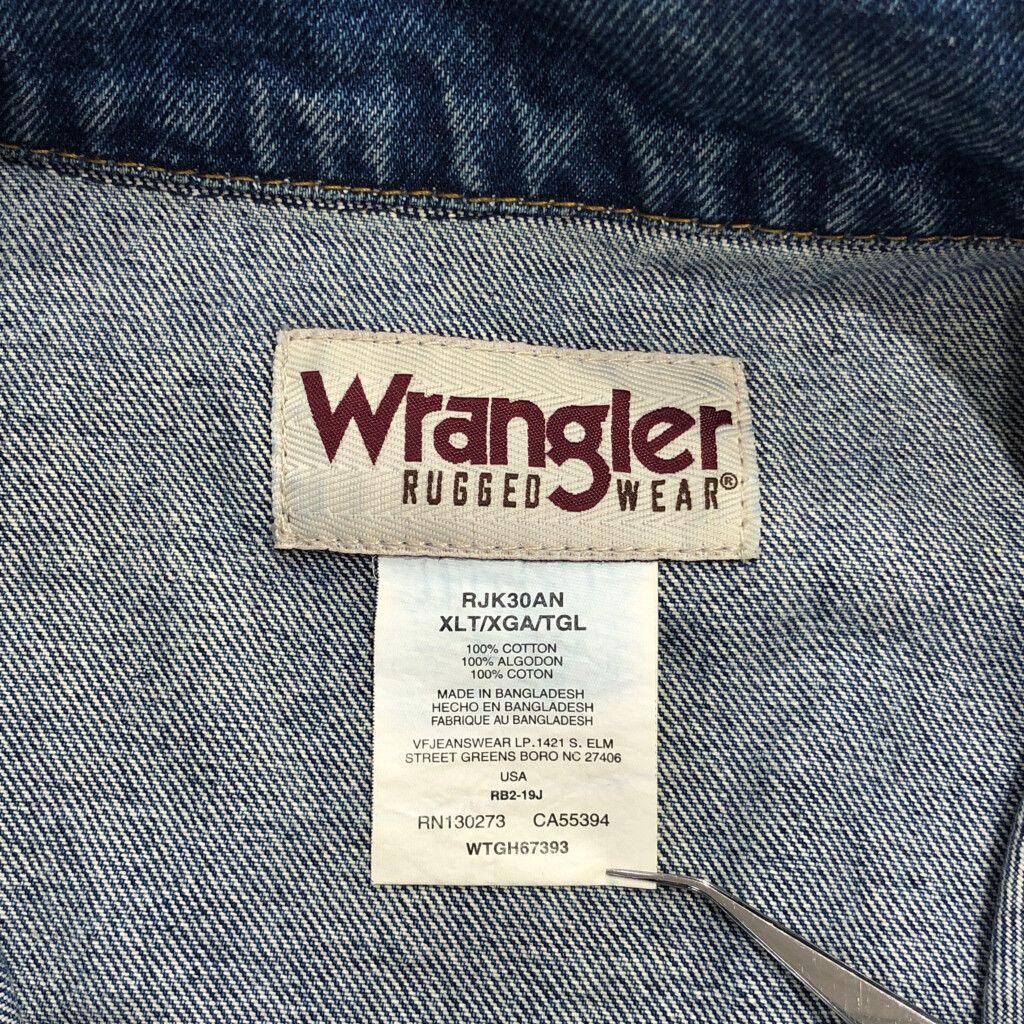 Wrangler
RUGGED WEAR®
RJK30AN
XLT/XGA/TGL
100% COTTON
100% ALGODON
100% COTON
MADE IN BANGLADESH
HECHO EN BANGLADESH
FABRIQUE AU BANGLADESH
VFJEANSWEAR LP.1421 S. ELM
STREET GREENS BORO NC 27406
USA
RB2-19J
RN130273 CA55394
WTGH67393